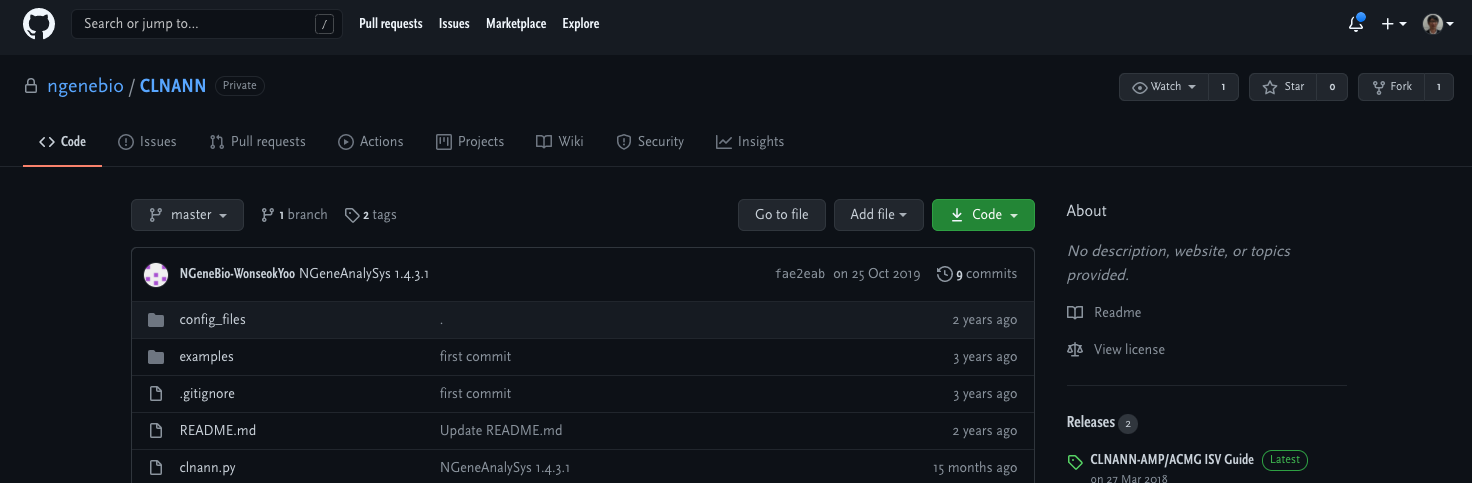 Search or jump to... / Pull requests Issues Marketplace Explore
ngenebio / CLNANN Private Watch 1 Star 0 Fork 1
Code Issues Pull requests Actions Projects Wiki Security Insights
master 1 branch 2 tags Go to file Add file Code About
NGeneBio-WonseokYoo NGeneAnalySys 1.4.3.1 fae2eab on 25 Oct 2019 9 commits
No description, website, or topics
provided.
config_files . 2 years ago
Readme
examples first commit 3 years ago
View license
.gitignore first commit 3 years ago
README.md Update README.md 2 years ago
Releases 2
clnann.py NGeneAnalySys 1.4.3.1 15 months ago
CLNANN-AMP/ACMG ISV Guide Latest
on 27 Mar 2018